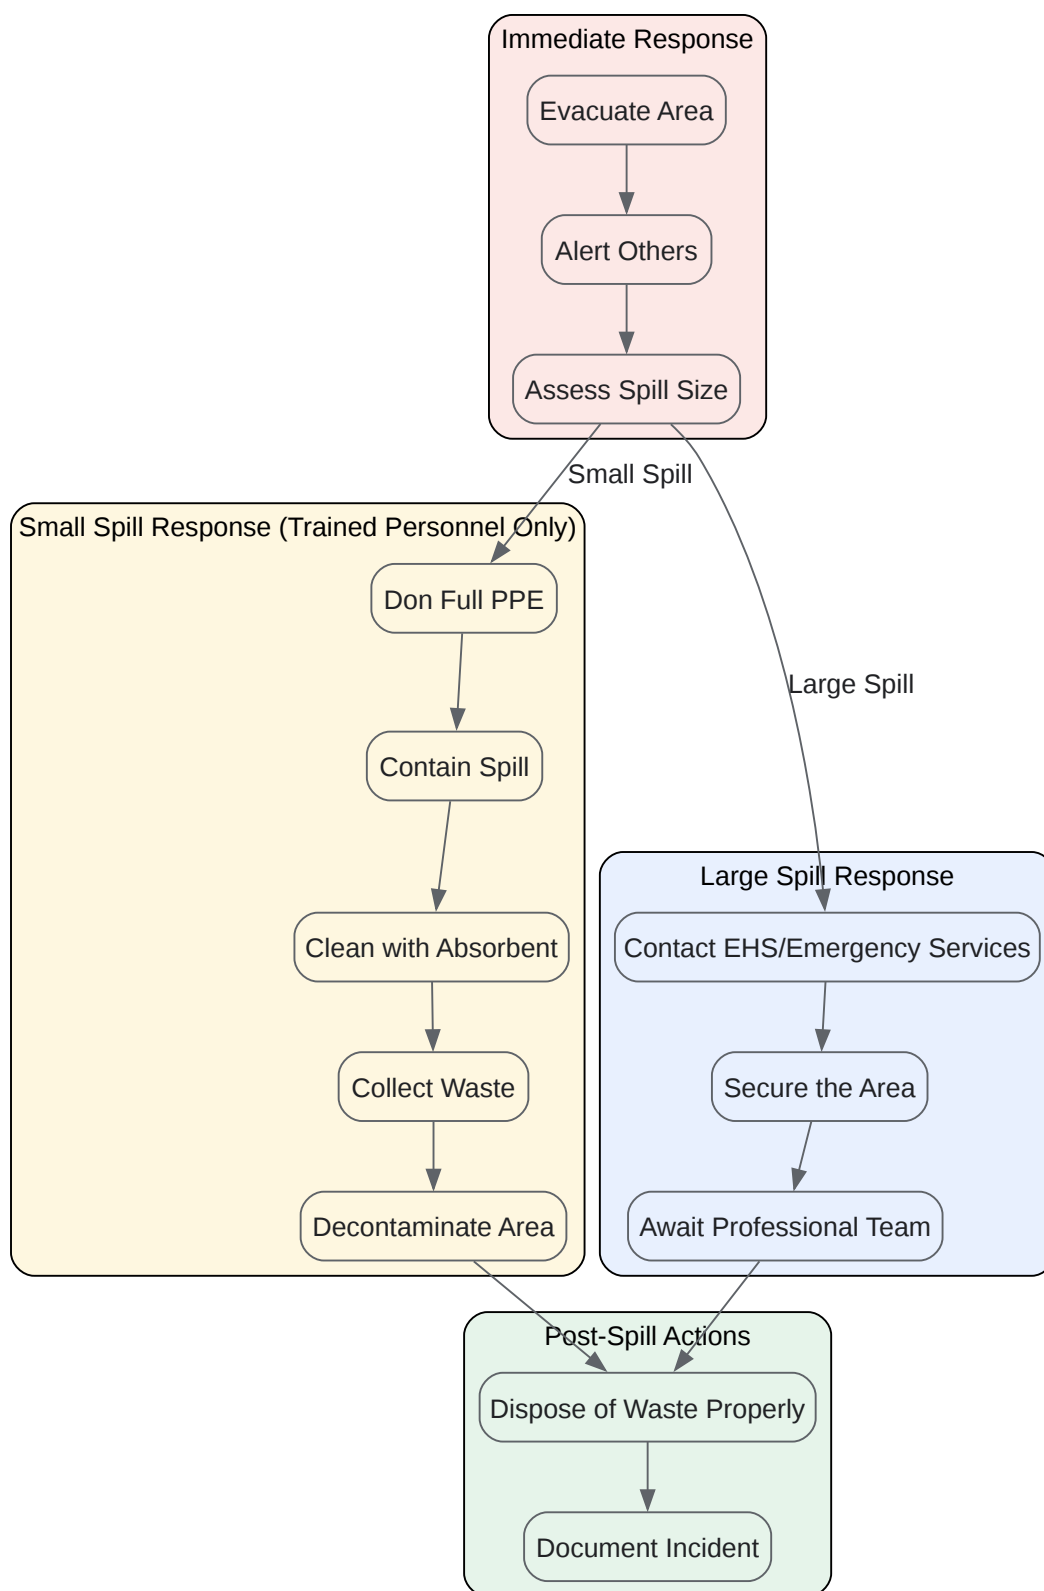 Immediate Response
Evacuate Area
Alert Others
Assess Spill Size
Small Spill
Small Spill Response (Trained Personnel Only)
Don Full PPE
Large Spill
Contain Spill
Large Spill Response
Clean with Absorbent
Contact EHS/Emergency Services
Collect Waste
Secure the Area
Decontaminate Area
Await Professional Team
Post-Spill Actions
Dispose of Waste Properly
Document Incident